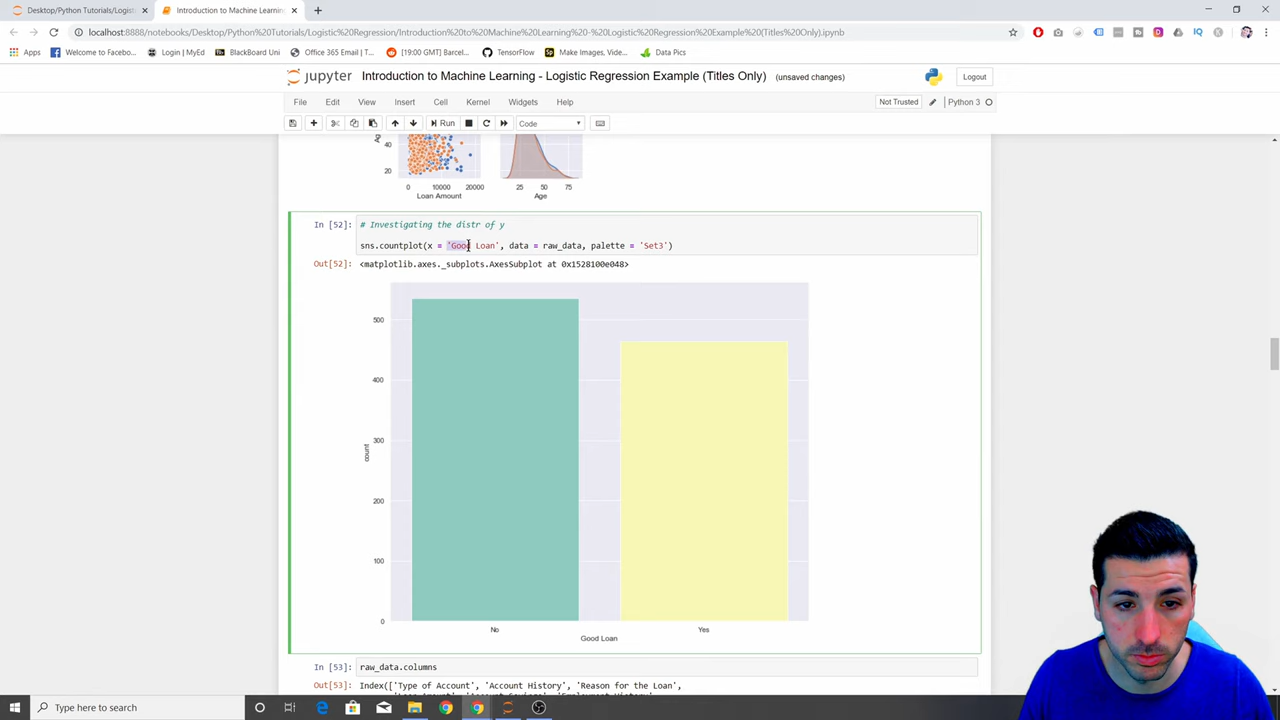 Desktop/Python Tutorials/Logist
Introduction to Machine Learning
localhost:8888/notebooks/Desktop/Python%20Tutorials/Logistic%20Regression/Introduction%20to%20Machine%20Learning%20-%20Logistic%20Regression%20Example%20(Titles%20Only).ipynb
Apps
Welcome to Facebo...
Login | MyEd
BlackBoard Uni
Office 365 Email | T...
[19:00 GMT] Barcel...
TensorFlow
Make Images, Vide...
Data Pics
jupyter Introduction to Machine Learning - Logistic Regression Example (Titles Only) (unsaved changes) Logout
File Edit View Insert Cell Kernel Widgets Help Not Trusted Python 3
Run Code
40
20
0 10000 20000 25 50 75
Loan Amount Age
In [52]: # Investigating the distr of y
sns.countplot(x = 'Good Loan', data = raw_data, palette = 'Set3')
Out[52]: <matplotlib.axes._subplots.AxesSubplot at 0x1528100e048>
500
400
300
count
200
100
0
No Yes
Good Loan
In [53]: raw_data.columns
Out[53]: Index(['Type of Account', 'Account History', 'Reason for the Loan',
Type here to search